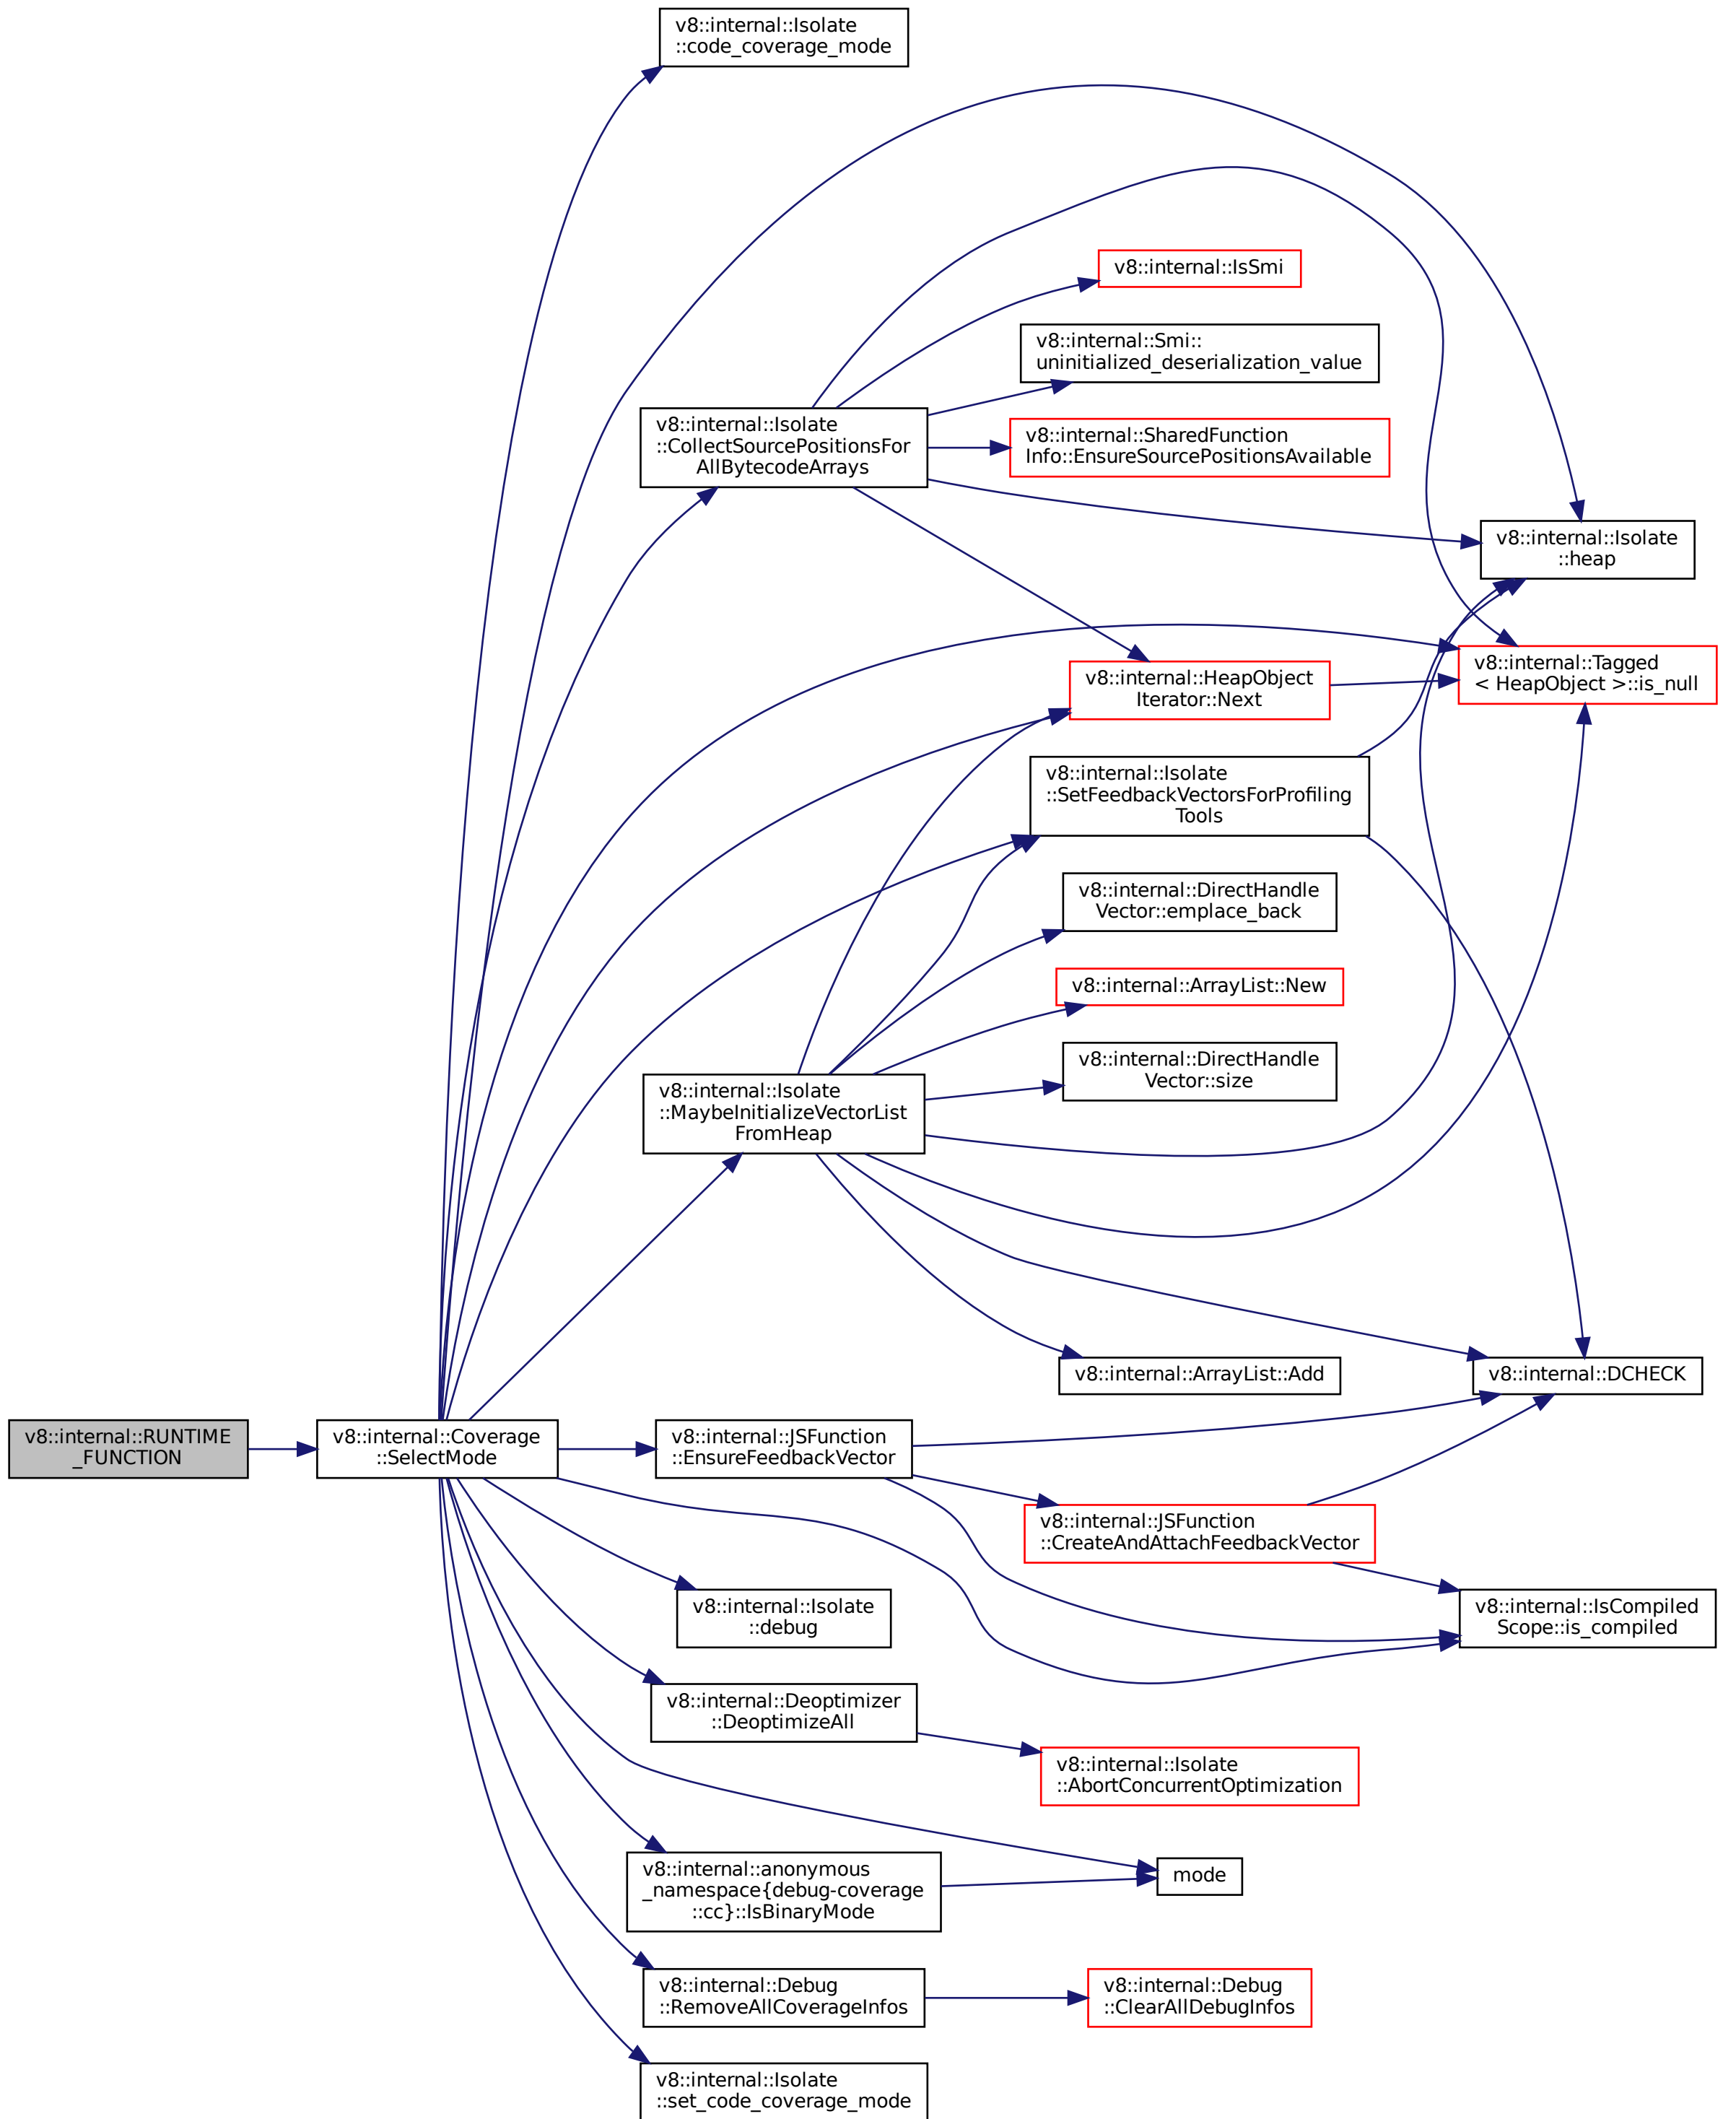 v8::internal::Isolate
::code_coverage_mode
v8::internal::IsSmi
v8::internal::Smi::
uninitialized_deserialization_value
v8::internal::Isolate
::CollectSourcePositionsFor
AllBytecodeArrays
v8::internal::SharedFunction
Info::EnsureSourcePositionsAvailable
v8::internal::Isolate
::heap
v8::internal::Tagged
< HeapObject >::is_null
v8::internal::HeapObject
Iterator::Next
v8::internal::Isolate
::SetFeedbackVectorsForProfiling
Tools
v8::internal::DirectHandle
Vector::emplace_back
v8::internal::ArrayList::New
v8::internal::DirectHandle
Vector::size
v8::internal::Isolate
::MaybeInitializeVectorList
FromHeap
v8::internal::ArrayList::Add
v8::internal::DCHECK
v8::internal::RUNTIME
_FUNCTION
v8::internal::Coverage
::SelectMode
v8::internal::JSFunction
::EnsureFeedbackVector
v8::internal::JSFunction
::CreateAndAttachFeedbackVector
v8::internal::IsCompiled
Scope::is_compiled
v8::internal::Isolate
::debug
v8::internal::Deoptimizer
::DeoptimizeAll
v8::internal::Isolate
::AbortConcurrentOptimization
v8::internal::anonymous
_namespace{debug-coverage
::cc}::IsBinaryMode
mode
v8::internal::Debug
::RemoveAllCoverageInfos
v8::internal::Debug
::ClearAllDebugInfos
v8::internal::Isolate
::set_code_coverage_mode